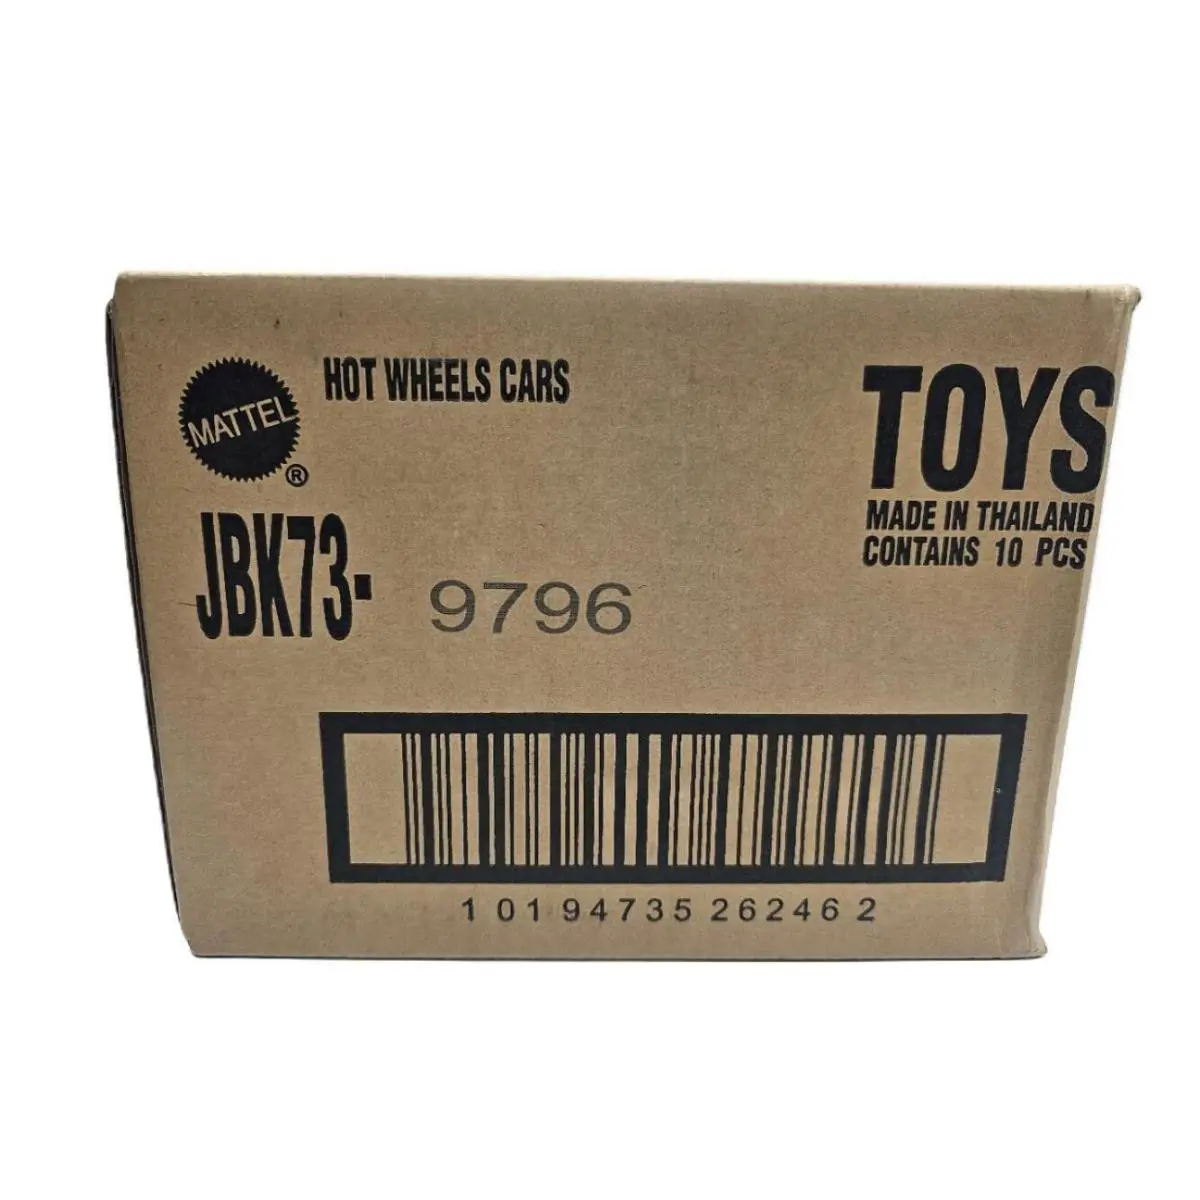 MATTEL
®
HOT WHEELS CARS
JBK73- 9796
TOYS
MADE IN THAILAND
CONTAINS 10 PCS
1 01 94735 26246 2